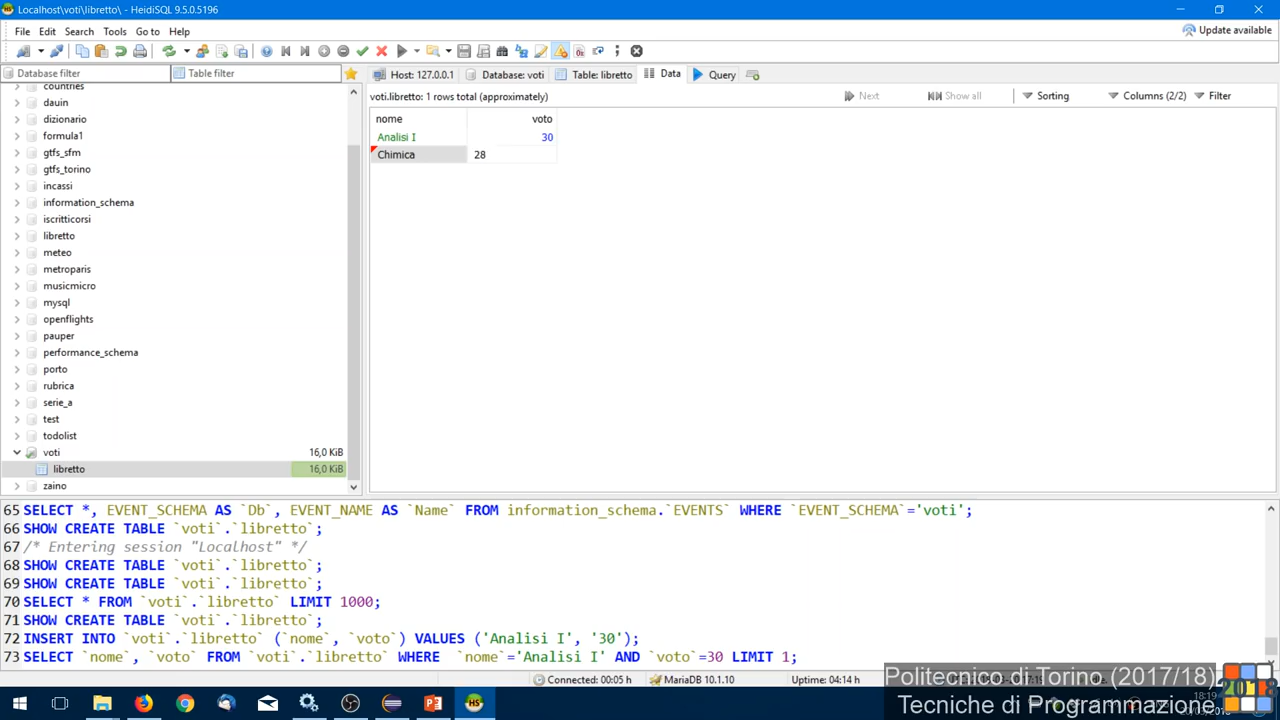 Localhost\voti\libretto\ - HeidiSQL 9.5.0.5196
File Edit Search Tools Go to Help
Update available
Database filter
Table filter
Host: 127.0.0.1 Database: voti Table: libretto Data Query
countries
dauin
dizionario
formula1
gtfs_sfm
gtfs_torino
incassi
information_schema
iscritticorsi
libretto
meteo
metroparis
musicmicro
mysql
openflights
pauper
performance_schema
porto
rubrica
serie_a
test
todolist
voti 16,0 KiB
libretto 16,0 KiB
zaino
voti.libretto: 1 rows total (approximately)
Next Show all Sorting Columns (2/2) Filter
nome voto
Analisi I 30
Chimica 28
65 SELECT *, EVENT_SCHEMA AS `Db`, EVENT_NAME AS `Name` FROM information_schema.`EVENTS` WHERE `EVENT_SCHEMA`='voti';
66 SHOW CREATE TABLE `voti`.`libretto`;
67 /* Entering session "Localhost" */
68 SHOW CREATE TABLE `voti`.`libretto`;
69 SHOW CREATE TABLE `voti`.`libretto`;
70 SELECT * FROM `voti`.`libretto` LIMIT 1000;
71 SHOW CREATE TABLE `voti`.`libretto`;
72 INSERT INTO `voti`.`libretto` (`nome`, `voto`) VALUES ('Analisi I', '30');
73 SELECT `nome`, `voto` FROM `voti`.`libretto` WHERE  `nome`='Analisi I' AND `voto`=30 LIMIT 1;
Connected: 00:05 h MariaDB 10.1.10 Uptime: 04:14 h
Politecnico di Torino (2017/18)
Tecniche di Programmazione
2018
18:19